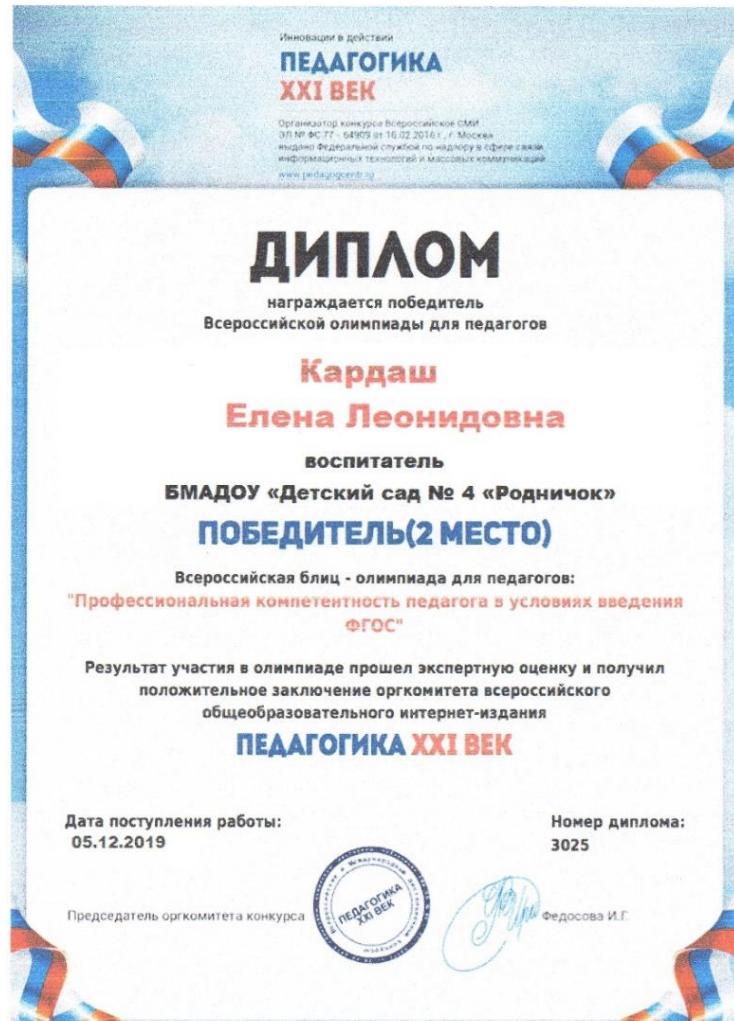 Инновации в действии
ПЕДАГОГИКА
XXI ВЕК
Организатор конкурса Всероссийское СМИ
ЭЛ № ФС 77 - 64909 от 16.02.2016 г., г. Москва
выдано Федеральной службой по надзору в сфере связи
информационных технологий и массовых коммуникаций
www.pedagogcentr.ru
ДИПЛОМ
награждается победитель
Всероссийской олимпиады для педагогов
Кардаш
Елена Леонидовна
воспитатель
БМАДОУ «Детский сад № 4 «Родничок»
ПОБЕДИТЕЛЬ(2 МЕСТО)
Всероссийская блиц - олимпиада для педагогов:
"Профессиональная компетентность педагога в условиях введения
ФГОС"
Результат участия в олимпиаде прошел экспертную оценку и получил
положительное заключение оргкомитета всероссийского
общеобразовательного интернет-издания
ПЕДАГОГИКА XXI ВЕК
Дата поступления работы:
05.12.2019
Номер диплома:
3025
Председатель оргкомитета конкурса
ПЕДАГОГИКА
XXI ВЕК
Федосова И.Г.